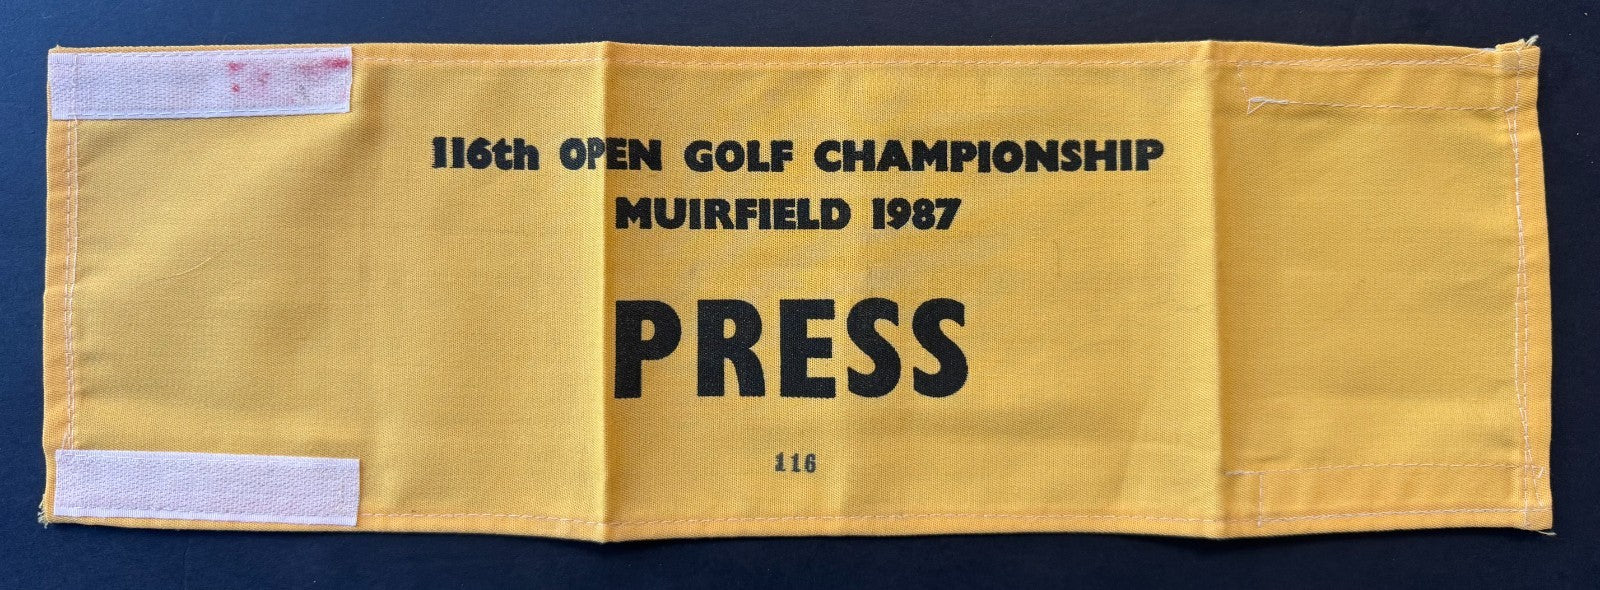 116th OPEN GOLF CHAMPIONSHIP
MUIRFIELD 1987
PRESS
116